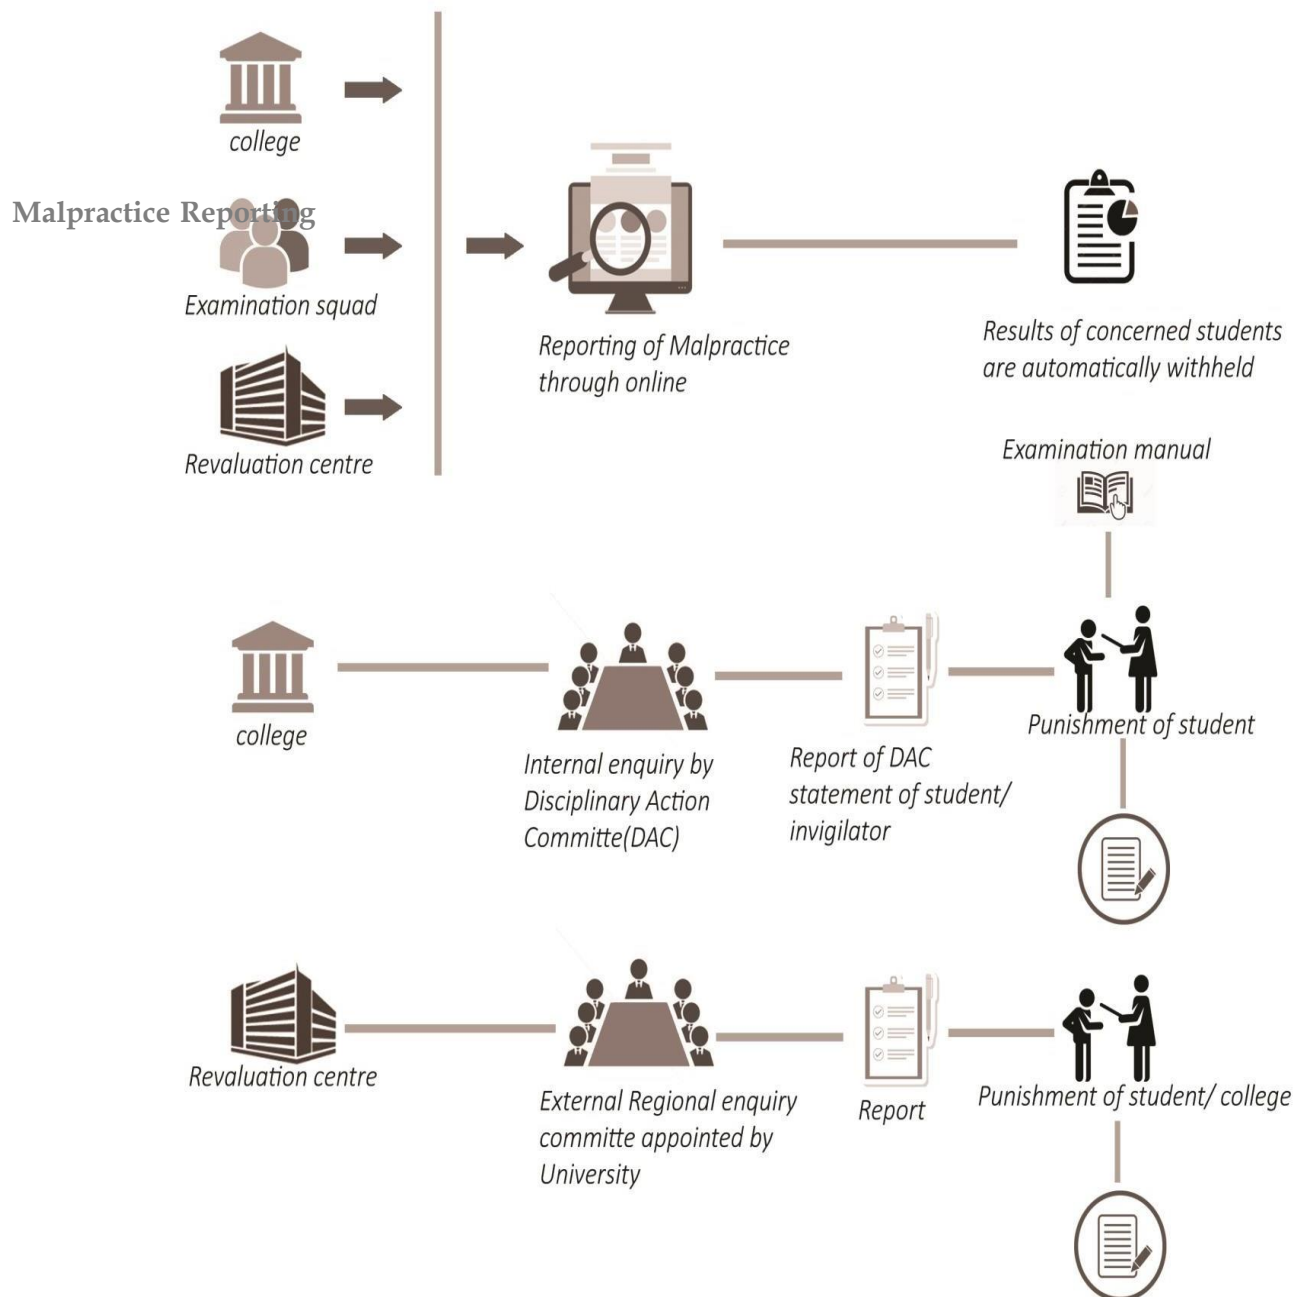 college
Malpractice Reporting
Examination squad
Reporting of Malpractice
through online
Results of concerned students
are automatically withheld
Revaluation centre
Examination manual
college
Internal enquiry by
Disciplinary Action
Committe(DAC)
Report of DAC
statement of student/
invigilator
Punishment of student
Revaluation centre
External Regional enquiry
committe appointed by
University
Report
Punishment of student/ college